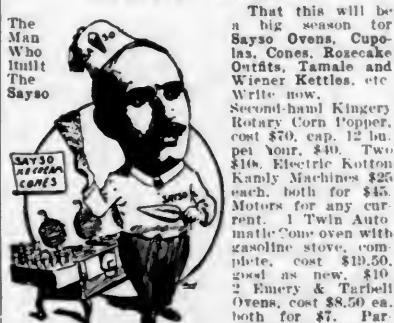 The
Man
Who
Built
The
Sayso
SAYSO
SAYSO
ICE CREAM
CONES
SAYSO
That this will be
a big season for
Sayso Ovens, Cupo-
las, Cones, Rozecake
Outfits, Tamale and
Wiener Kettles, etc
Write now.
Second-hand Kingery
Rotary Corn Popper,
cost $70, cap. 12 bu.
per hour, $40. Two
Electric Kotton
Kandy Machines $25
each, both for $45.
Motors for any cur-
rent. 1 Twin Auto
matic Cone oven with
gasoline stove, com-
plete, cost $19.50,
good as new, $10
2 Emery & Tarbell
Ovens, cost $8.50 ea.
both for $7. Par-